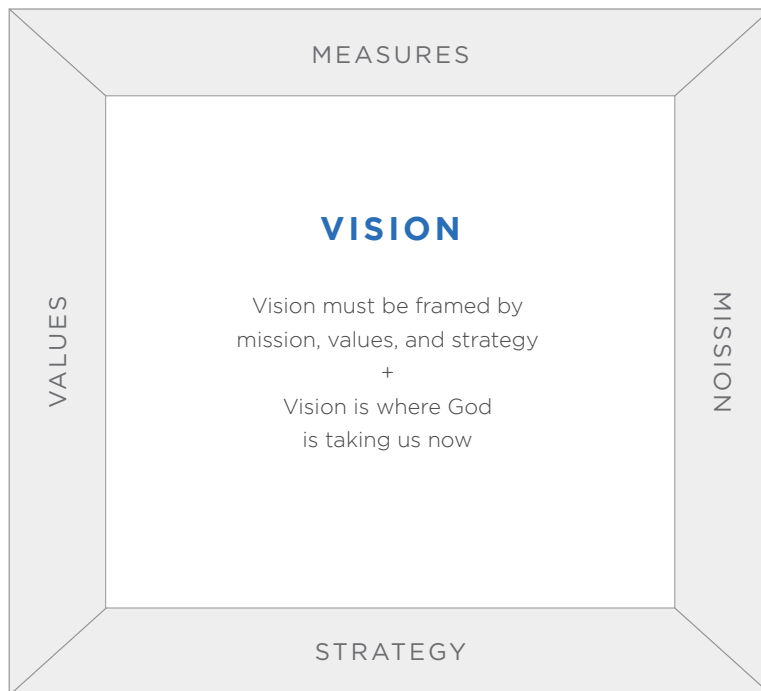 MEASURES
VISION
Vision must be framed by
mission, values, and strategy
+
Vision is where God
is taking us now
VALUES
MISSION
STRATEGY